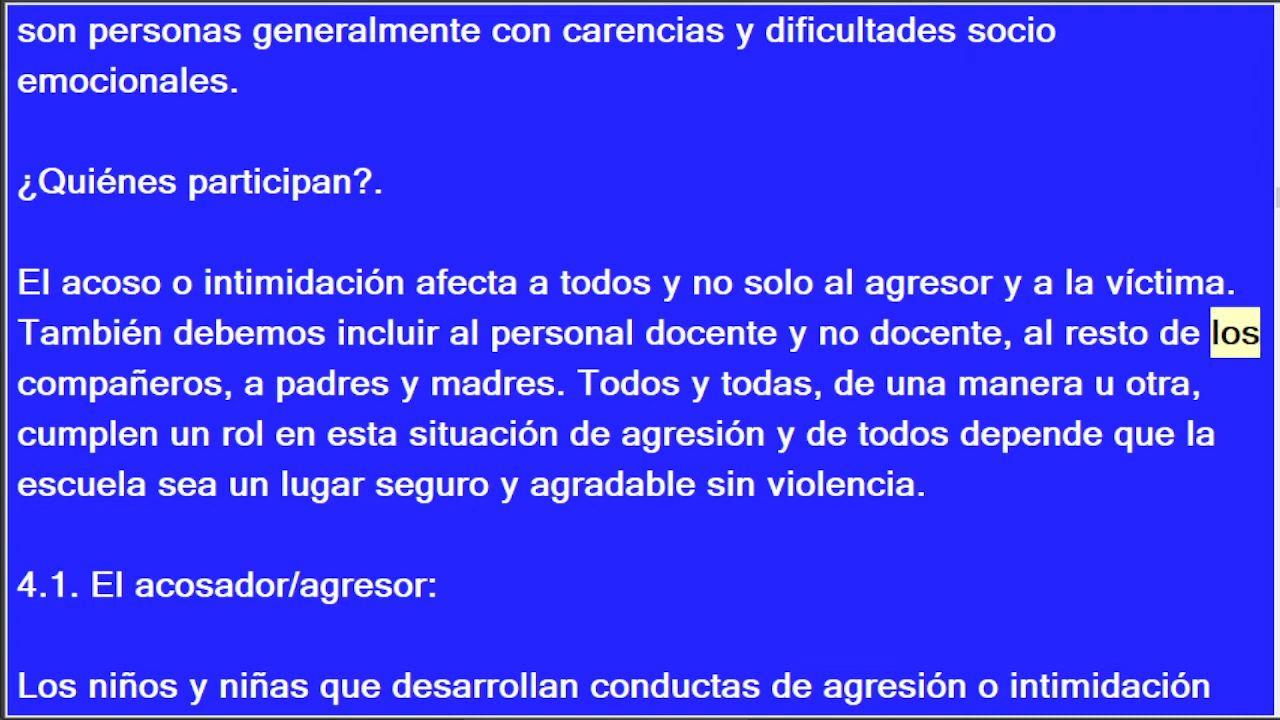 son personas generalmente con carencias y dificultades socio
emocionales.
¿Quiénes participan?.
El acoso o intimidación afecta a todos y no solo al agresor y a la víctima.
También debemos incluir al personal docente y no docente, al resto de los
compañeros, a padres y madres. Todos y todas, de una manera u otra,
cumplen un rol en esta situación de agresión y de todos depende que la
escuela sea un lugar seguro y agradable sin violencia.
4.1. El acosador/agresor:
Los niños y niñas que desarrollan conductas de agresión o intimidación